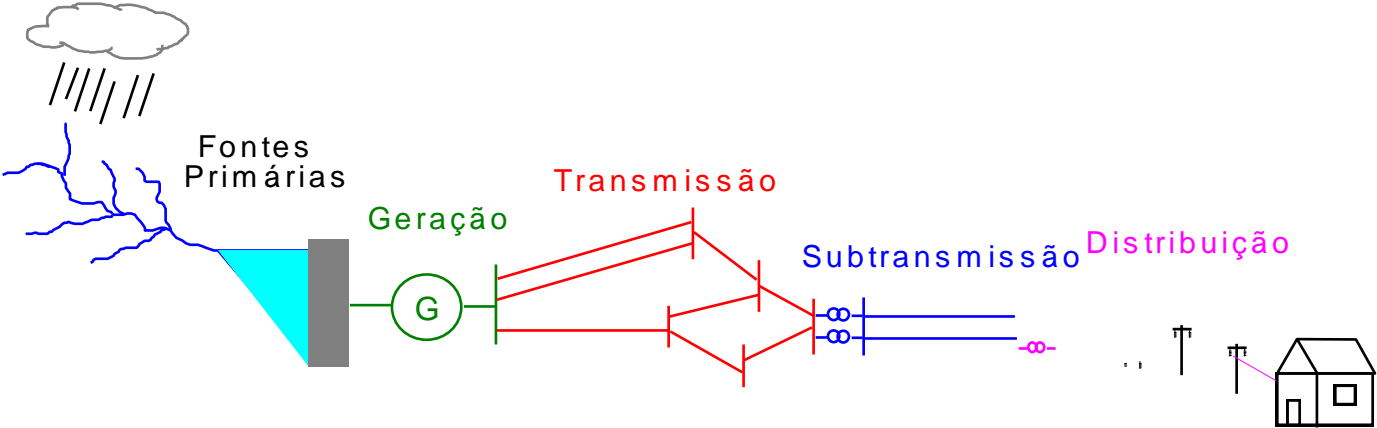 Fontes
Primárias
Transmissão
Geração
Distribuição
Subtransmissão
G